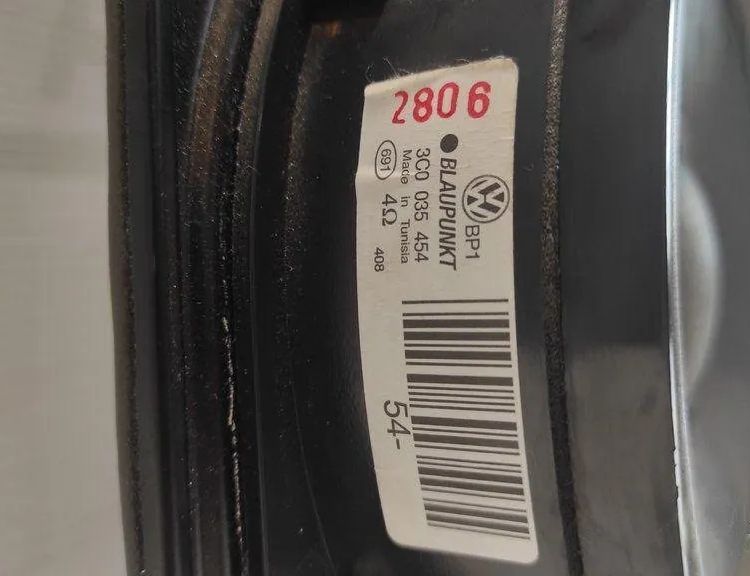 2806
BP1
BLAUPUNKT
3C0 035 454
Made in Tunisia
691 4Ω 408
54-